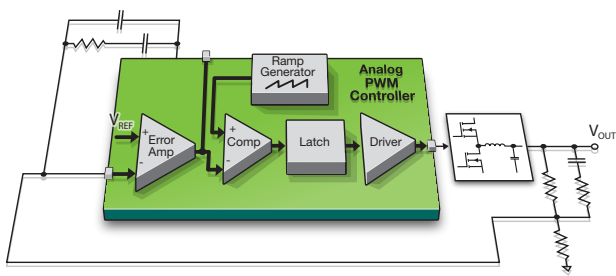 Ramp
Generator
Analog
PWM
Controller
VREF
+
Error
Amp
-
+
Comp
-
Latch
Driver
VOUT